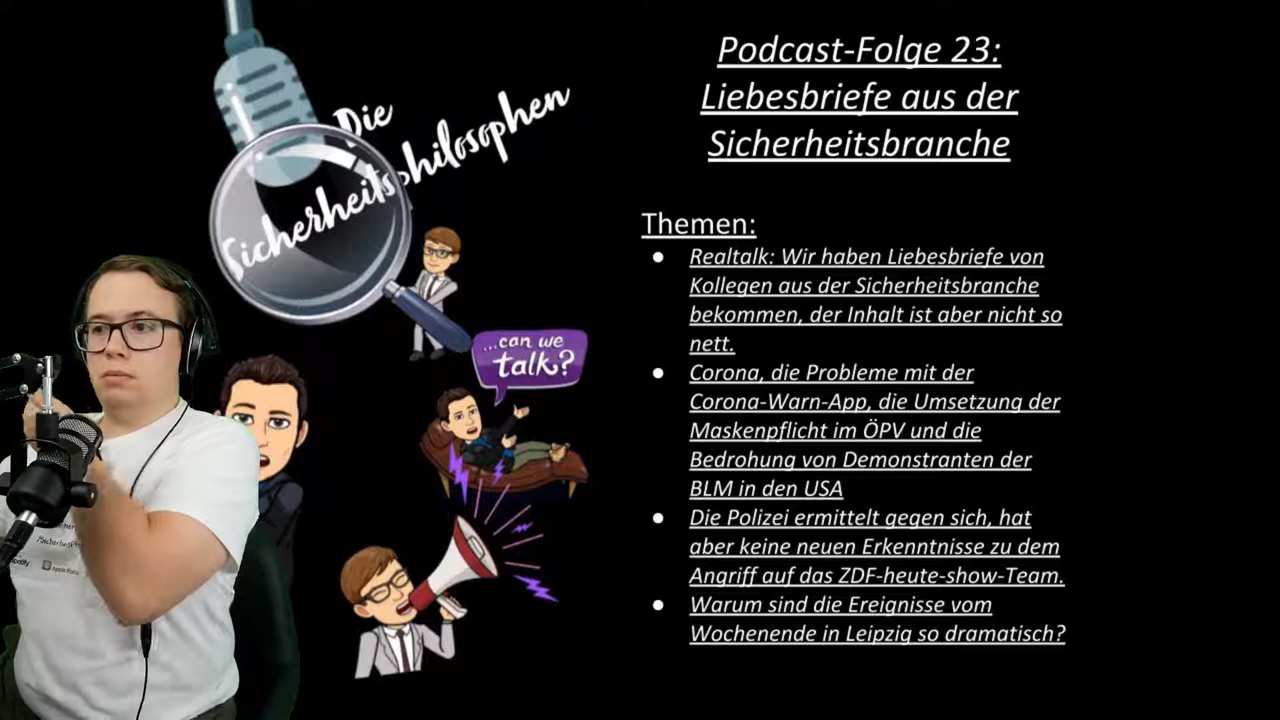 Die
Sicherheitsphilosophen
...can we
talk?
Podcast-Folge 23:
Liebesbriefe aus der
Sicherheitsbranche
Themen:
● Realtalk: Wir haben Liebesbriefe von
Kollegen aus der Sicherheitsbranche
bekommen, der Inhalt ist aber nicht so
nett.
● Corona, die Probleme mit der
Corona-Warn-App, die Umsetzung der
Maskenpflicht im ÖPV und die
Bedrohung von Demonstranten der
BLM in den USA
● Die Polizei ermittelt gegen sich, hat
aber keine neuen Erkenntnisse zu dem
Angriff auf das ZDF-heute-show-Team.
● Warum sind die Ereignisse vom
Wochenende in Leipzig so dramatisch?